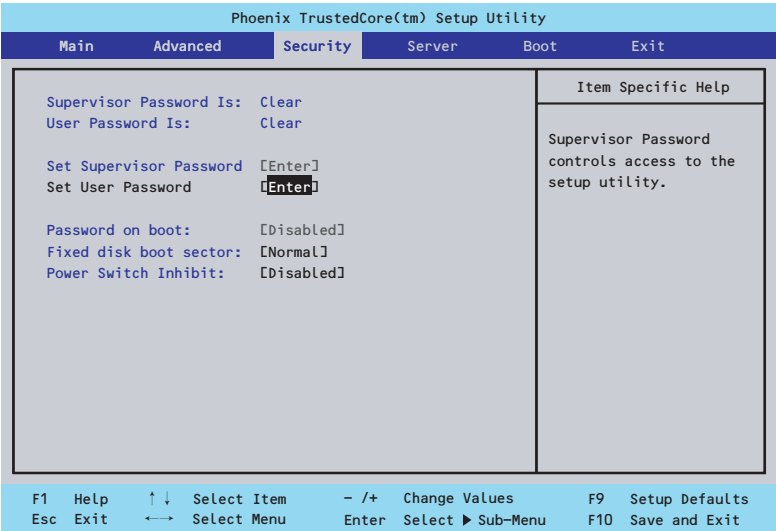 Phoenix TrustedCore(tm) Setup Utility
Main Advanced Security Server Boot Exit
Supervisor Password Is: Clear
User Password Is: Clear
Set Supervisor Password [Enter]
Set User Password [Enter]
Password on boot: [Disabled]
Fixed disk boot sector: [Normal]
Power Switch Inhibit: [Disabled]
Item Specific Help
Supervisor Password
controls access to the
setup utility.
F1 Help ↑↓ Select Item - /+ Change Values F9 Setup Defaults
Esc Exit ←→ Select Menu Enter Select ▶ Sub-Menu F10 Save and Exit